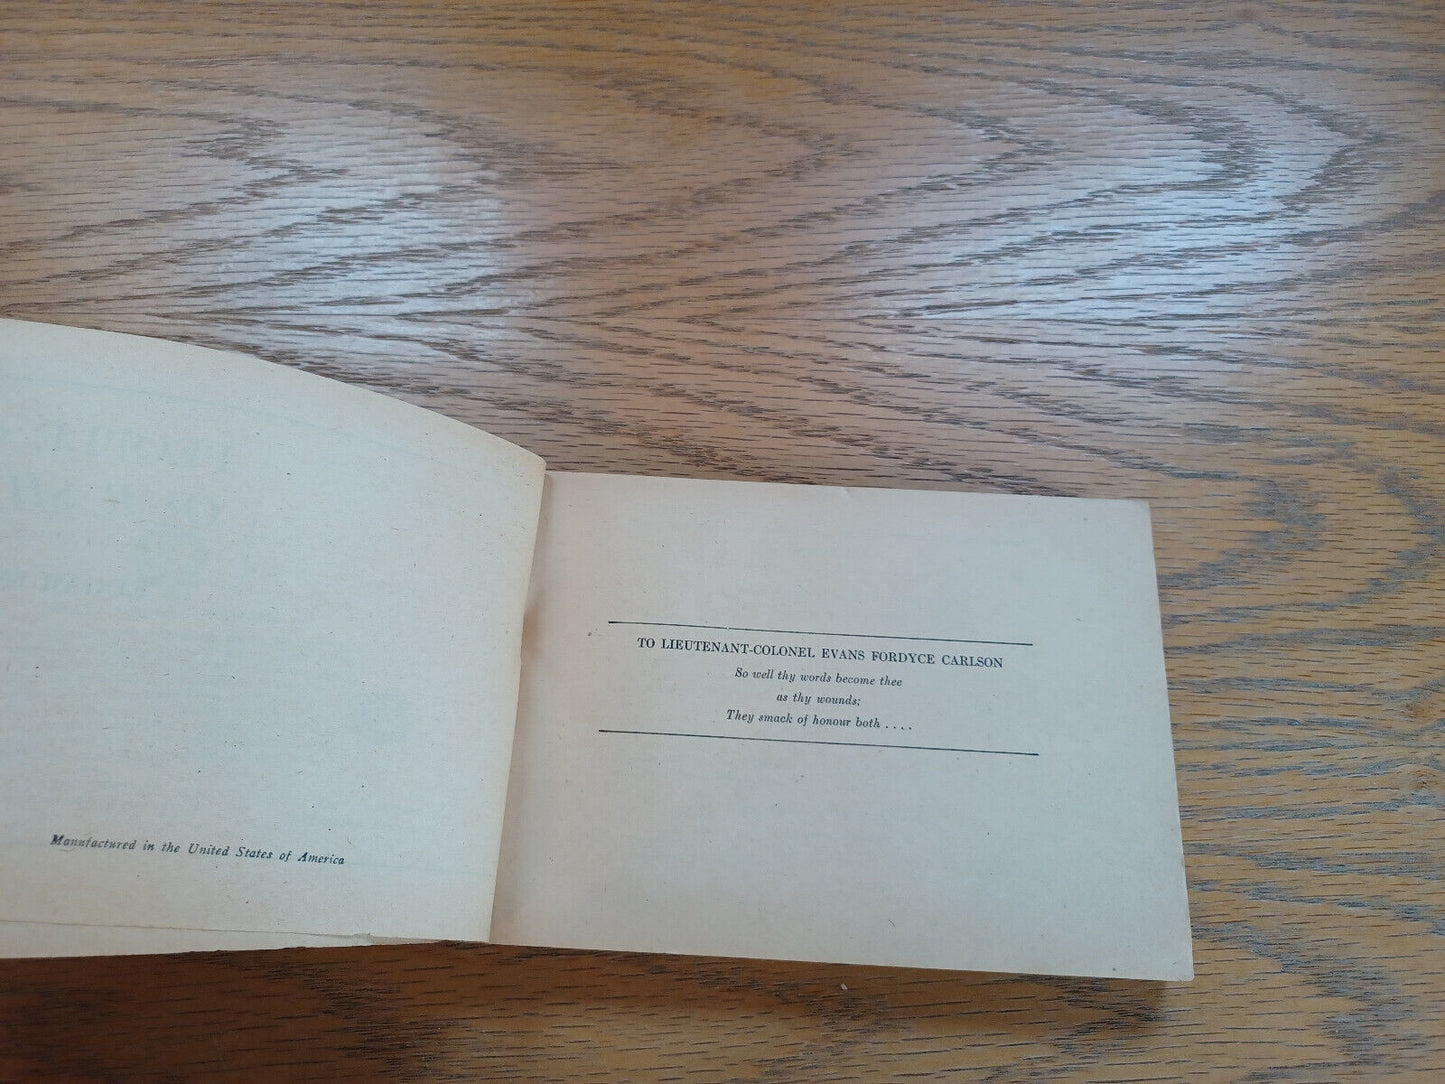 Manufactured in the United States of America
TO LIEUTENANT-COLONEL EVANS FORDYCE CARLSON
So well thy words become thee
as thy wounds;
They smack of honour both . . . .